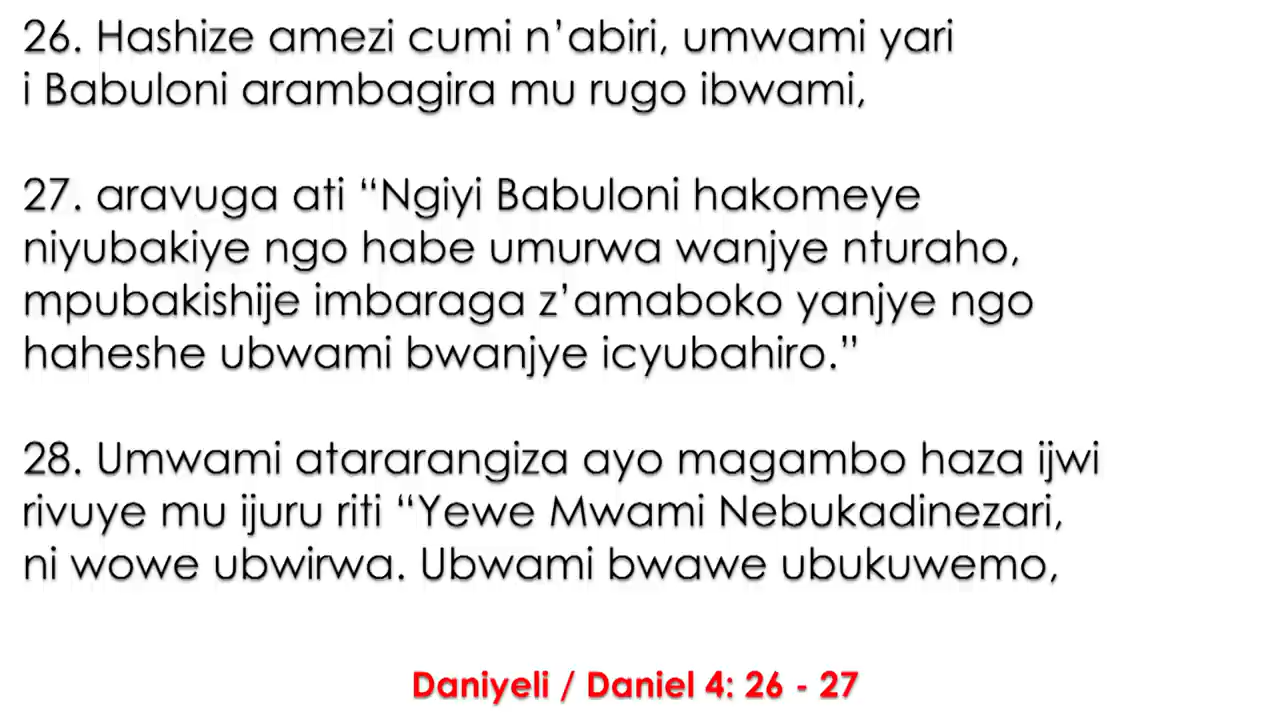 26. Hashize amezi cumi n’abiri, umwami yari
i Babuloni arambagira mu rugo ibwami,
27. aravuga ati “Ngiyi Babuloni hakomeye
niyubakiye ngo habe umurwa wanjye nturaho,
mpubakishije imbaraga z’amaboko yanjye ngo
haheshe ubwami bwanjye icyubahiro.”
28. Umwami atararangiza ayo magambo haza ijwi
rivuye mu ijuru riti “Yewe Mwami Nebukadinezari,
ni wowe ubwirwa. Ubwami bwawe ubukuwemo,
Daniyeli / Daniel 4: 26 - 27